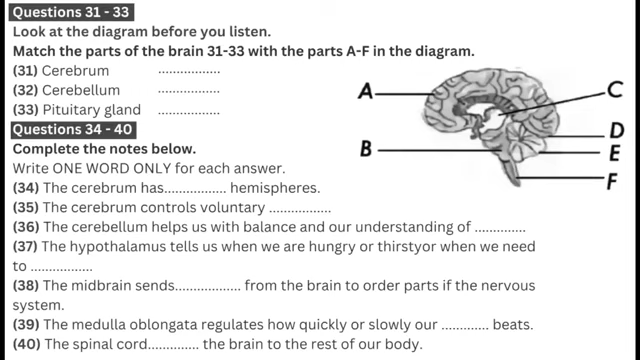 Questions 31 - 33
Look at the diagram before you listen.
Match the parts of the brain 31-33 with the parts A-F in the diagram.
(31) Cerebrum .................
(32) Cerebellum .................
(33) Pituitary gland .................
A
B
C
D
E
F
Questions 34 - 40
Complete the notes below.
Write ONE WORD ONLY for each answer.
(34) The cerebrum has................. hemispheres.
(35) The cerebrum controls voluntary .................
(36) The cerebellum helps us with balance and our understanding of ..............
(37) The hypothalamus tells us when we are hungry or thirstyor when we need
to .................
(38) The midbrain sends.................. from the brain to order parts if the nervous
system.
(39) The medulla oblongata regulates how quickly or slowly our ............. beats.
(40) The spinal cord.............. the brain to the rest of our body.